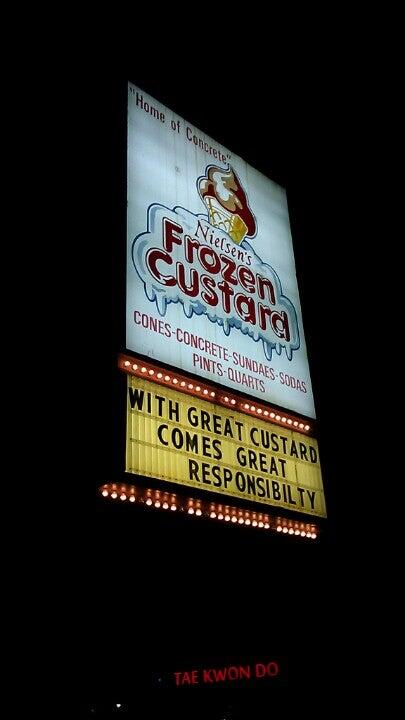 "Home of Concrete"
Nielsen's
Frozen
Custard
CONES-CONCRETE-SUNDAES-SODAS
PINTS-QUARTS
WITH GREAT CUSTARD
COMES GREAT
RESPONSIBILTY
TAE KWON DO